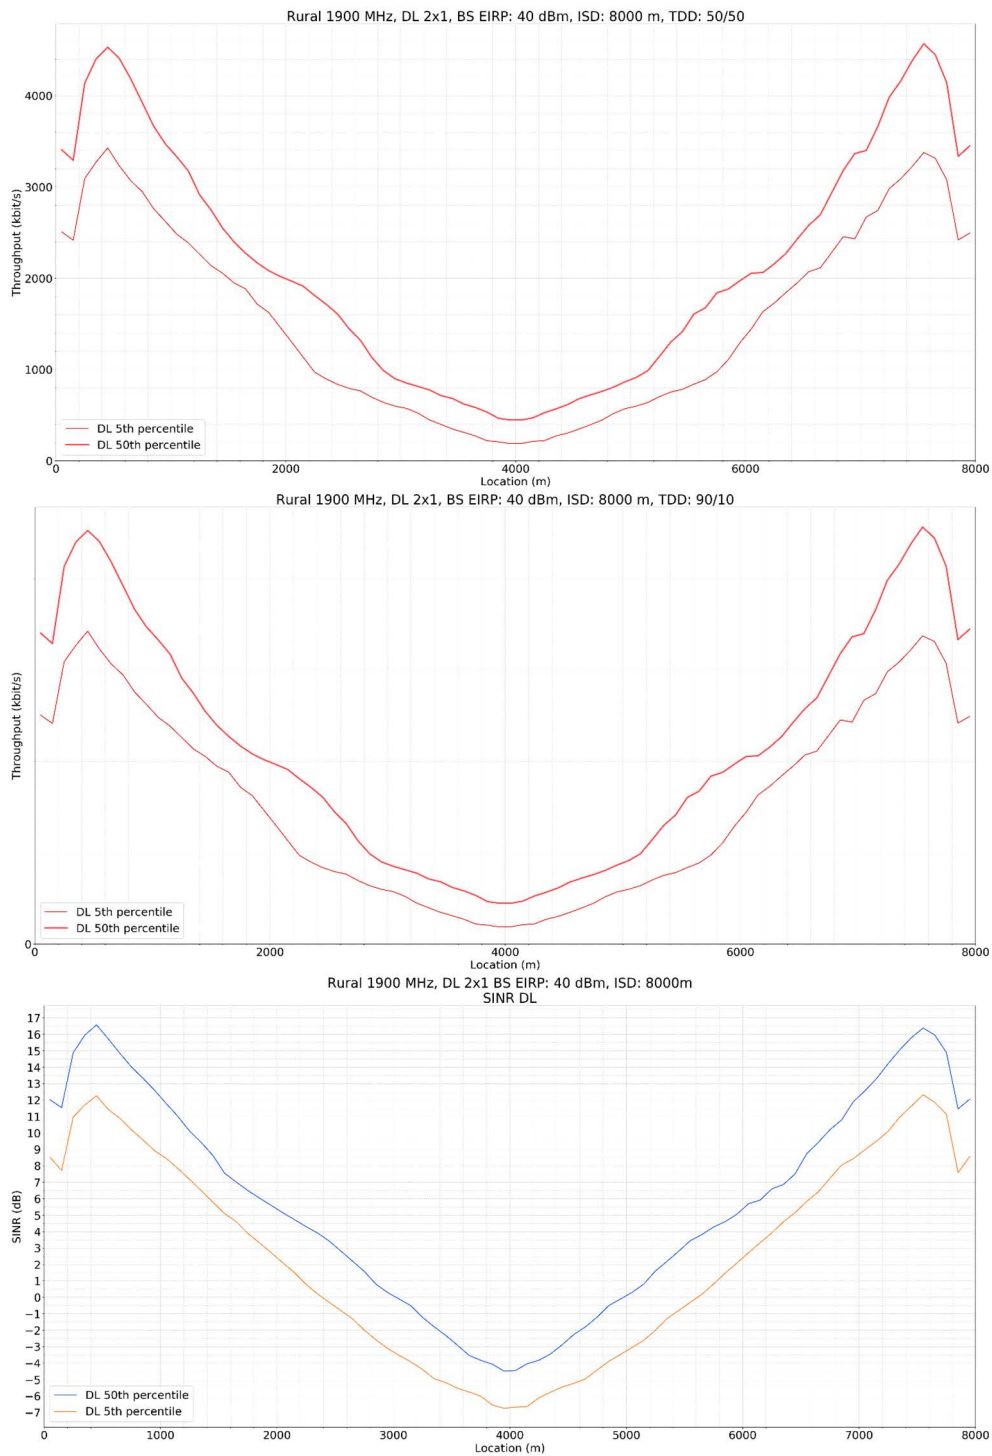 Rural 1900 MHz, DL 2x1, BS EIRP: 40 dBm, ISD: 8000 m, TDD: 50/50
4000
3000
2000
1000
0
Throughput (kbit/s)
DL 5th percentile
DL 50th percentile
0 2000 4000 6000 8000
Location (m)
Rural 1900 MHz, DL 2x1, BS EIRP: 40 dBm, ISD: 8000 m, TDD: 90/10
Throughput (kbit/s)
0
DL 5th percentile
DL 50th percentile
0 2000 4000 6000 8000
Location (m)
Rural 1900 MHz, DL 2x1 BS EIRP: 40 dBm, ISD: 8000m
SINR DL
17
16
15
14
13
12
11
10
9
8
7
6
5
4
3
2
1
0
−1
−2
−3
−4
−5
−6
−7
SINR (dB)
DL 50th percentile
DL 5th percentile
0 1000 2000 3000 4000 5000 6000 7000 8000
Location (m)